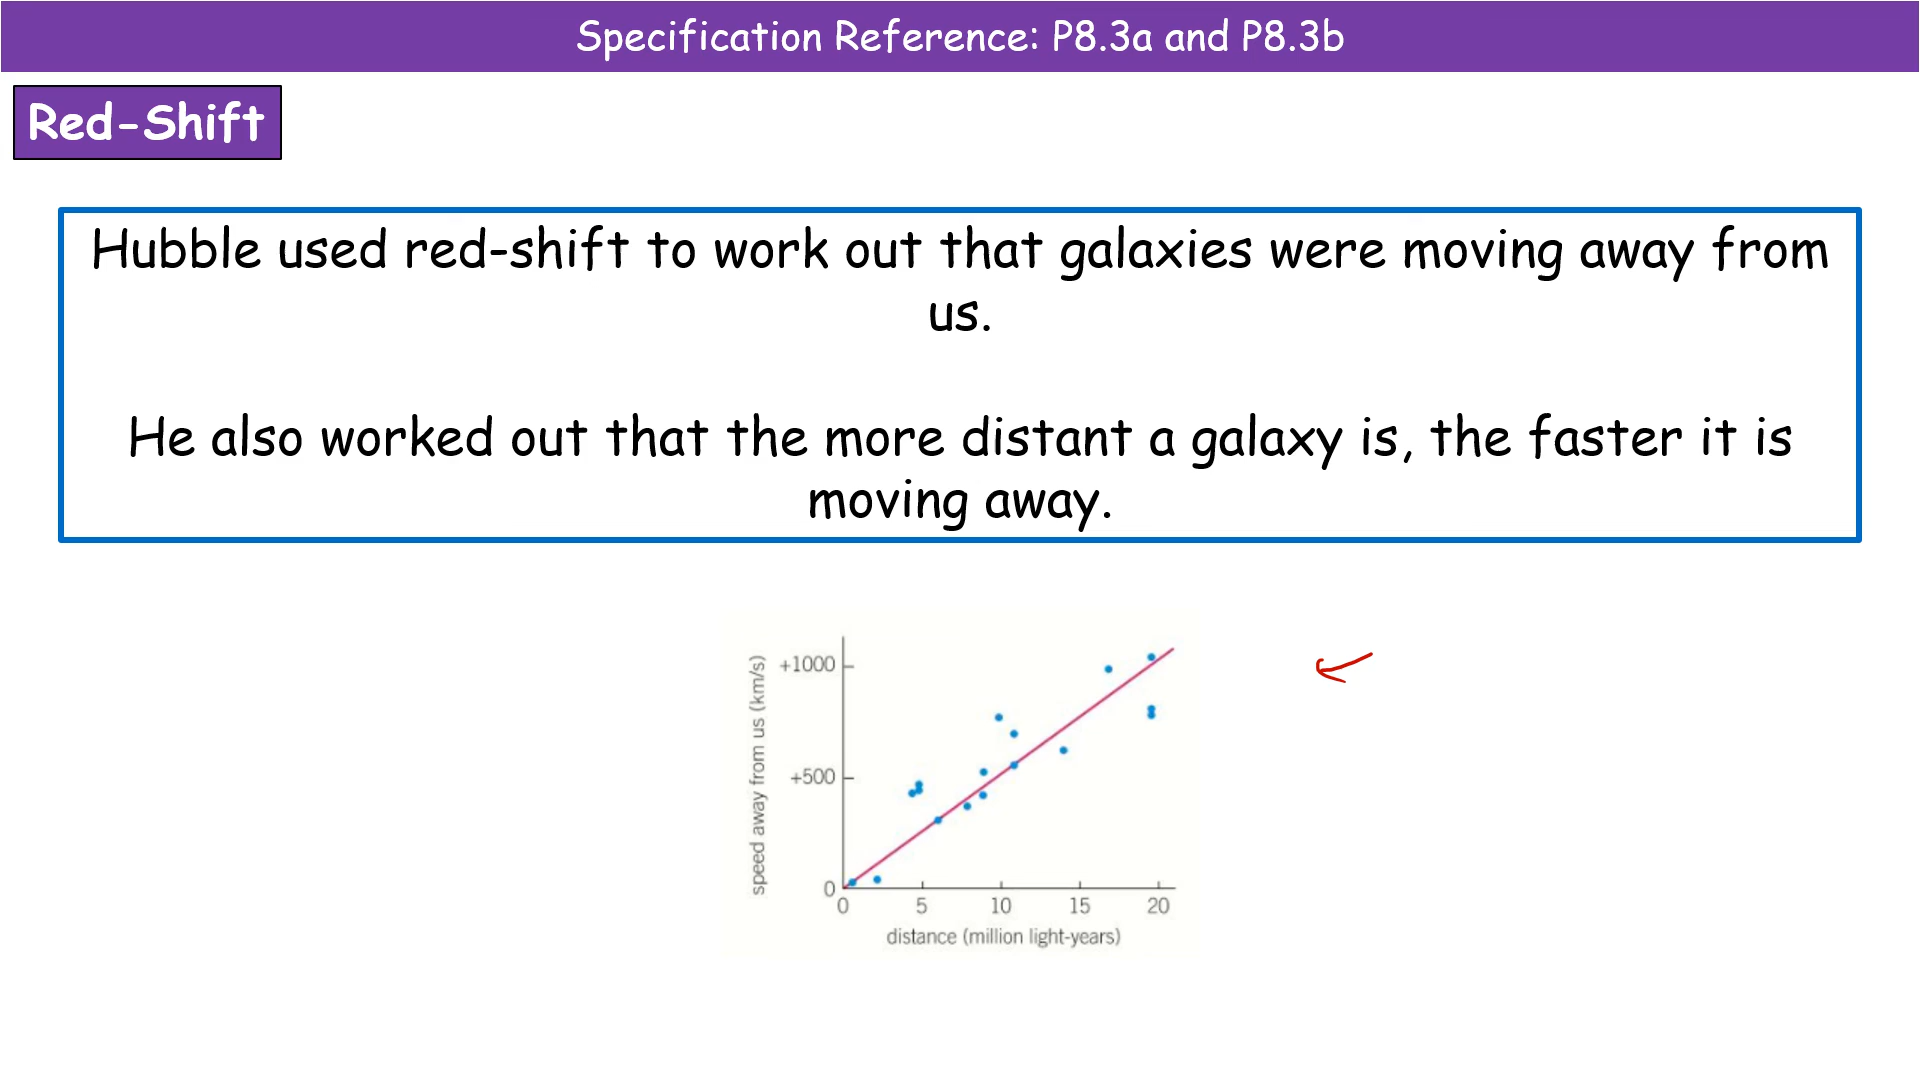 Specification Reference: P8.3a and P8.3b
Red-Shift
Hubble used red-shift to work out that galaxies were moving away from
us.
He also worked out that the more distant a galaxy is, the faster it is
moving away.
speed away from us (km/s)
+1000
+500
0
0 5 10 15 20
distance (million light-years)